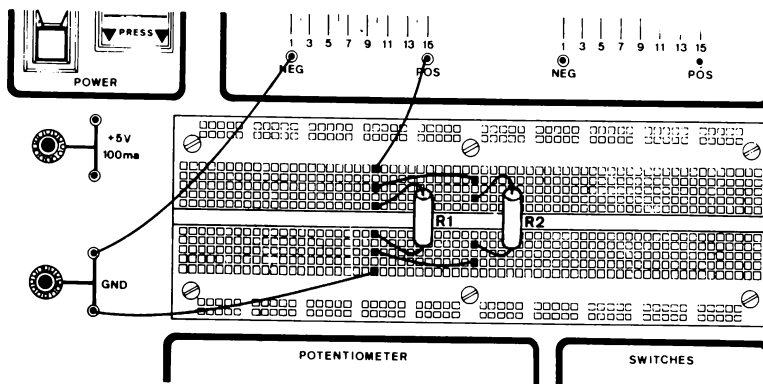 1 3 5 7 9 11 13 15
NEG POS
1 3 5 7 9 11 13 15
NEG POS
PRESS
POWER
+5V
100ma
R1 R2
GND
POTENTIOMETER
SWITCHES